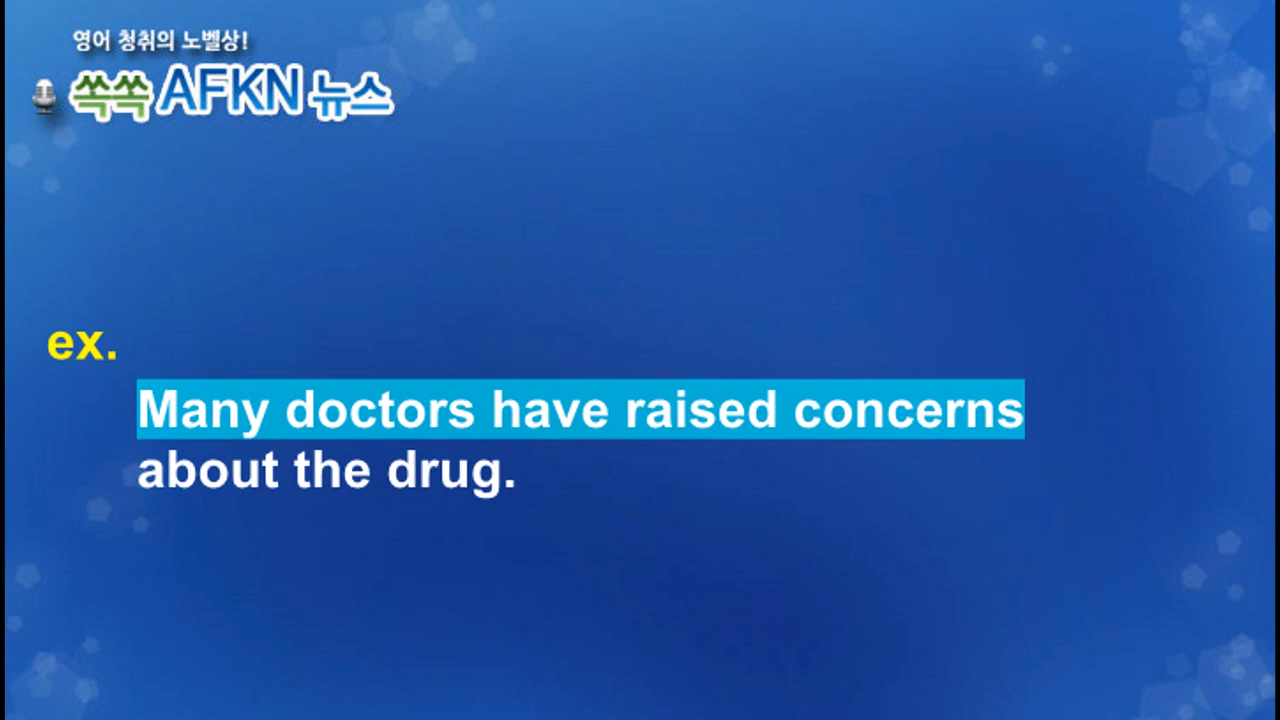 영어 청취의 노벨상!
쏙쏙 AFKN 뉴스
ex.
Many doctors have raised concerns
about the drug.